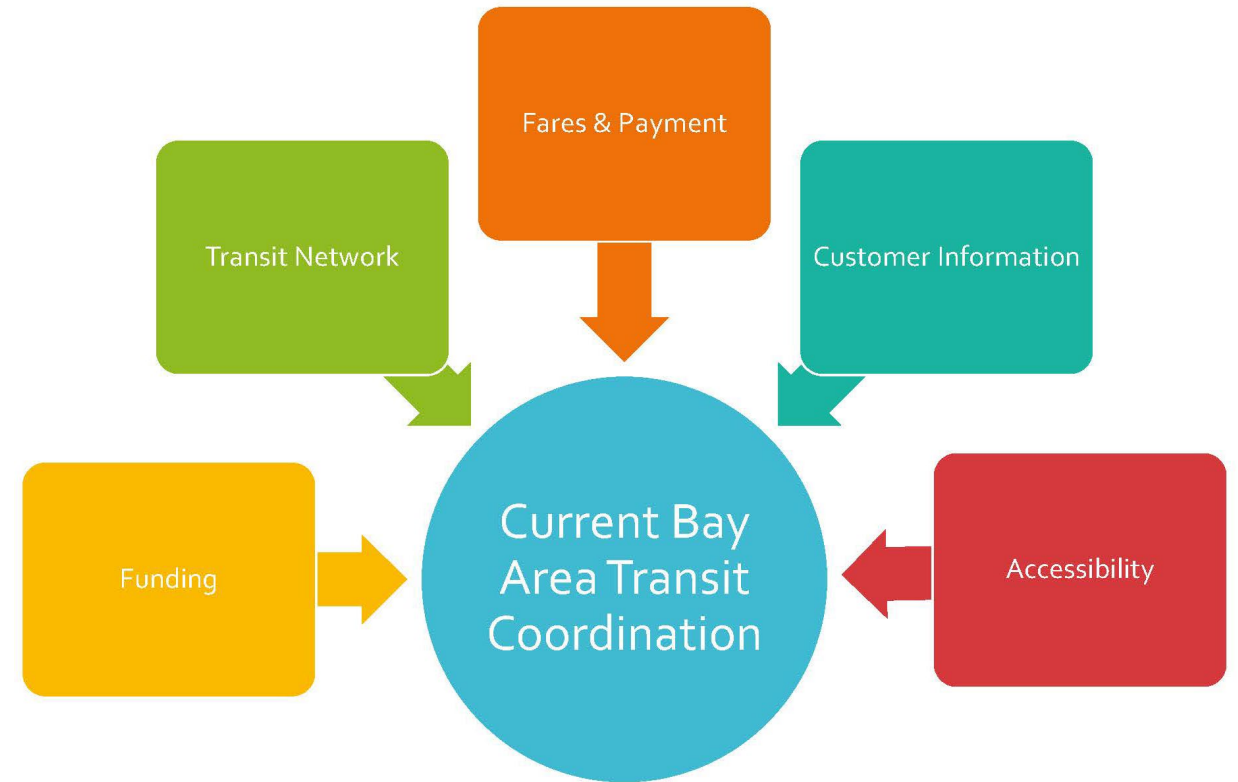 Fares & Payment
Transit Network
Customer Information
Funding
Current Bay
Area Transit
Coordination
Accessibility